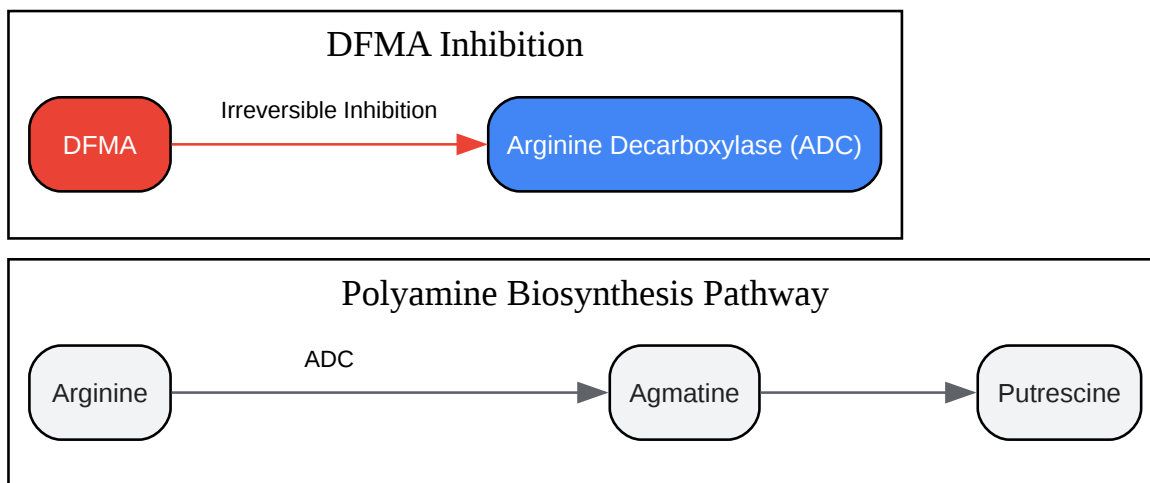 DFMA Inhibition
Irreversible Inhibition
DFMA
Arginine Decarboxylase (ADC)
Polyamine Biosynthesis Pathway
ADC
Arginine
Agmatine
Putrescine